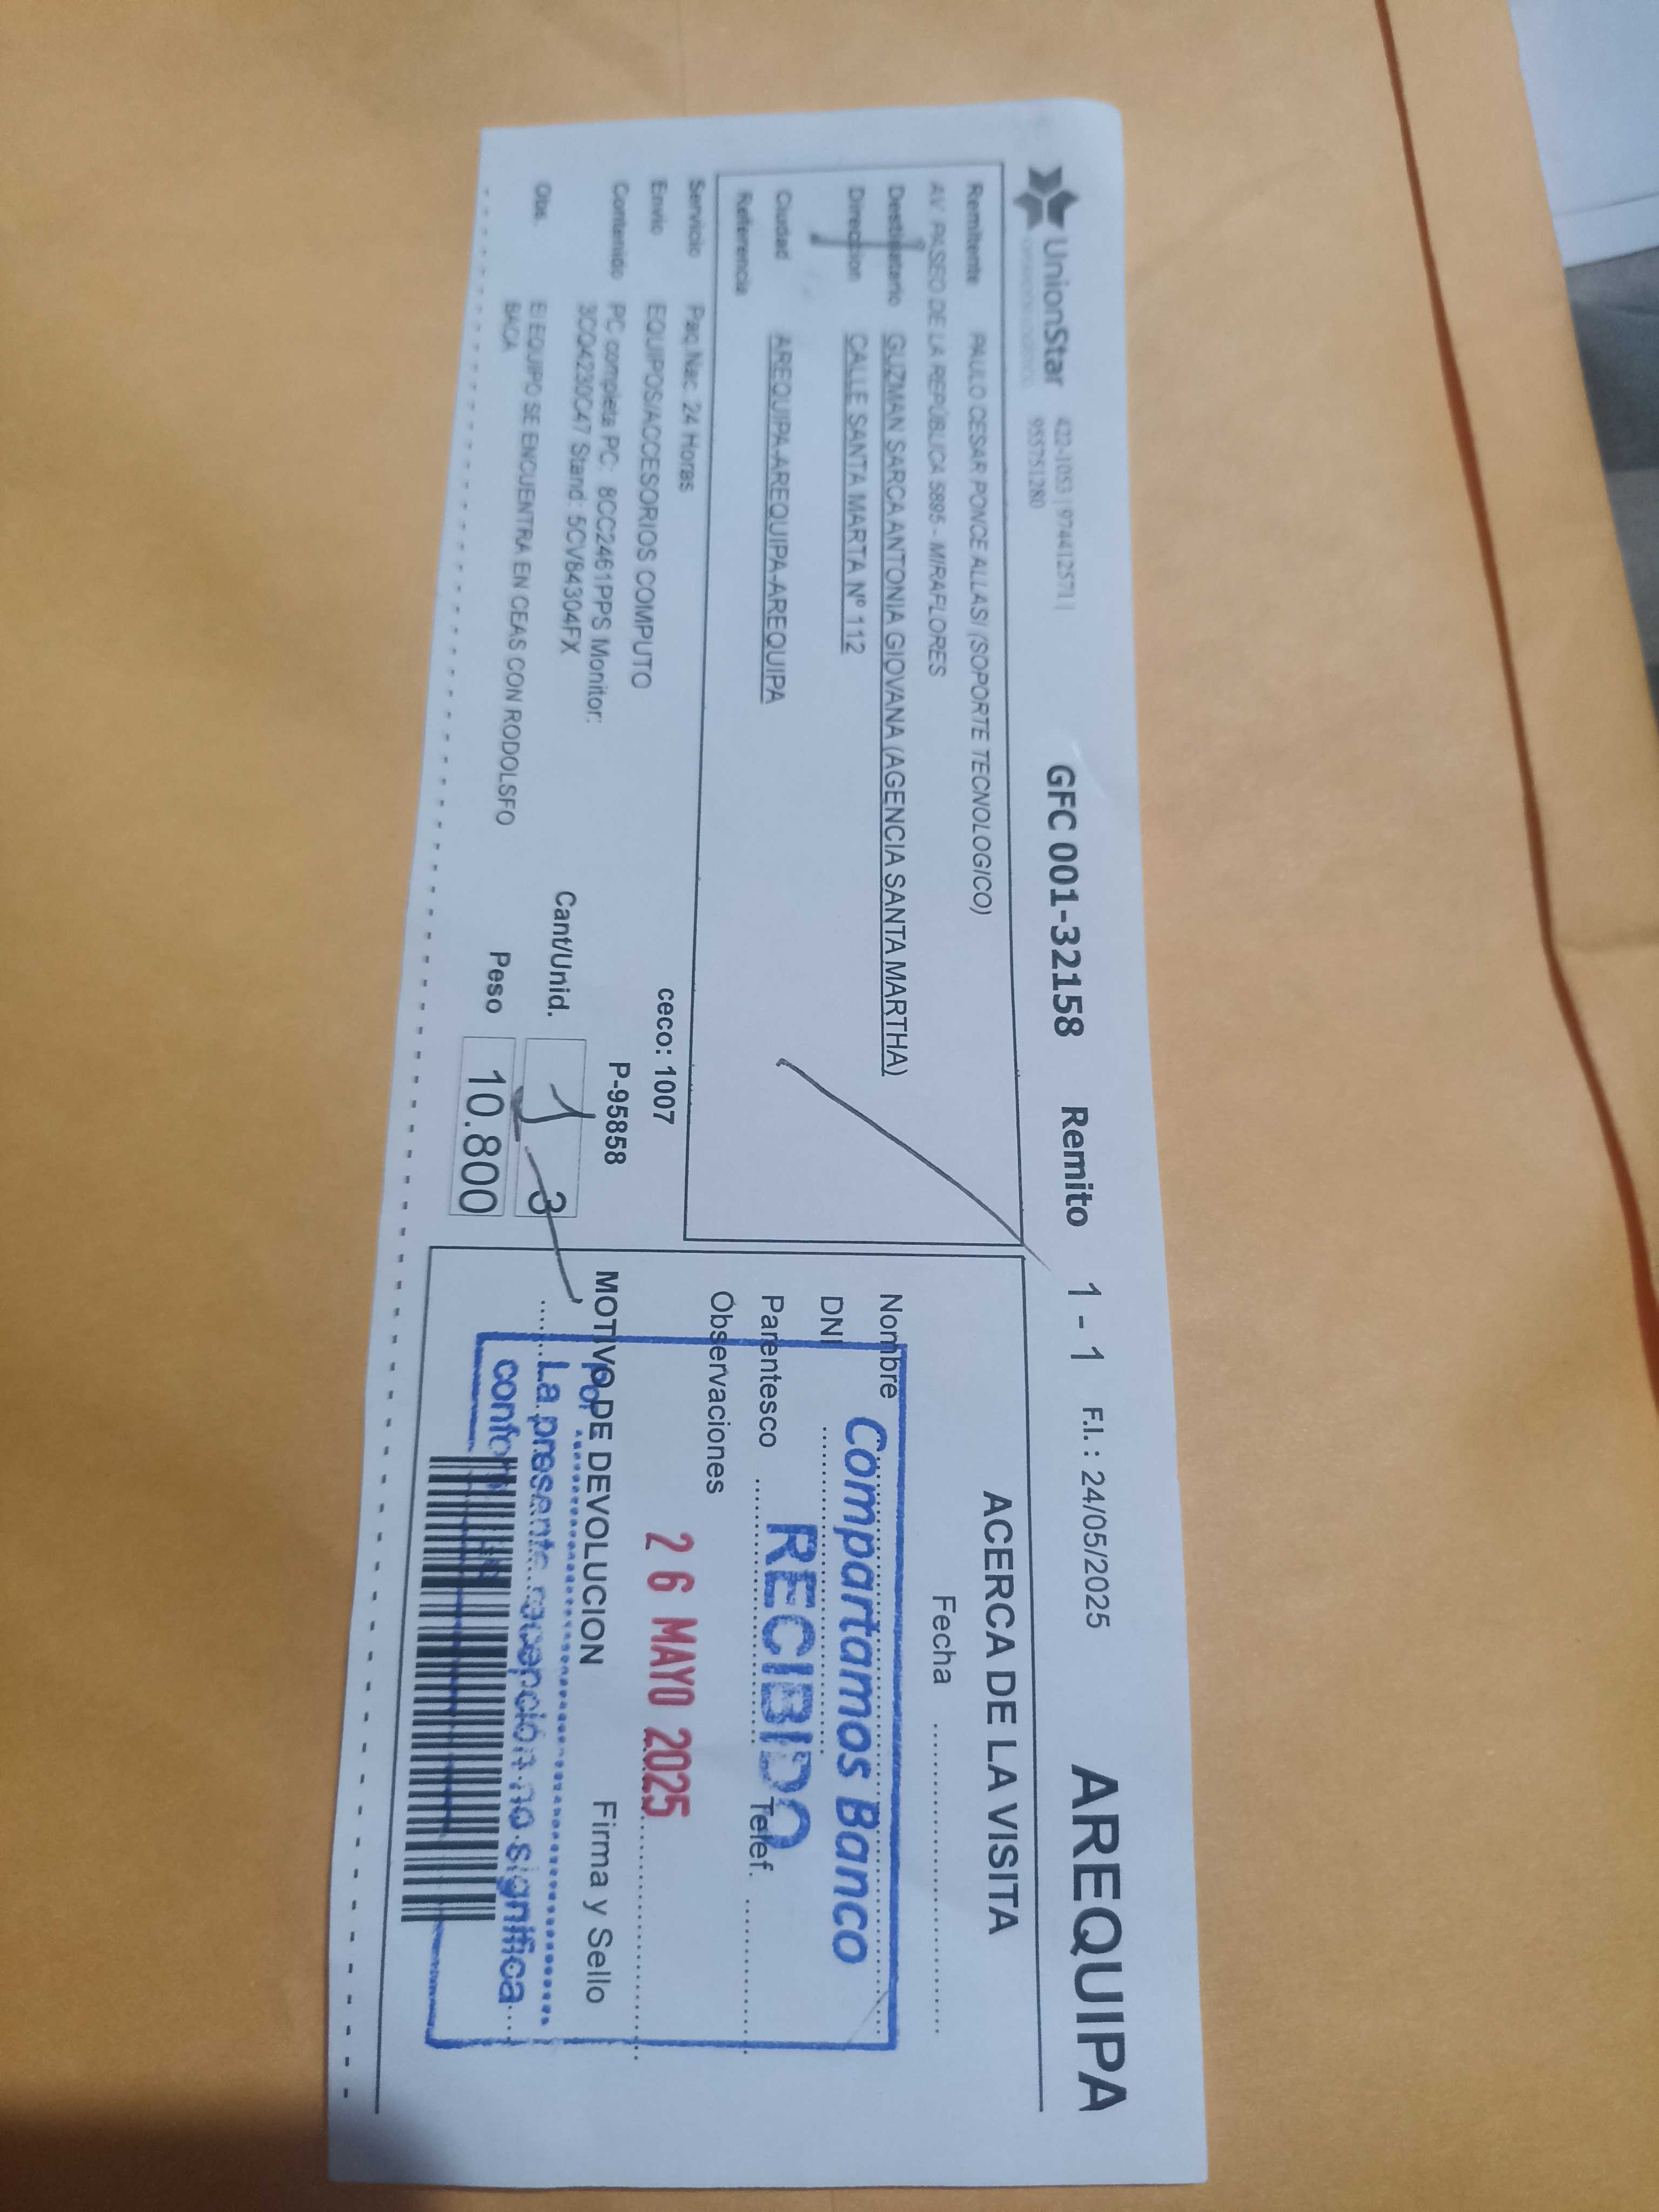 UnionStar
422-1053 | 974412571 |
955751280
GFC 001-32158 Remito 1 - 1 F.I. : 24/05/2025 AREQUIPA
Remitente PAULO CESAR PONCE ALLASI (SOPORTE TECNOLOGICO)
AV. PASEO DE LA REPÚBLICA 5895 - MIRAFLORES
Destinatario GUZMAN SARCA ANTONIA GIOVANA (AGENCIA SANTA MARTHA)
Direccion CALLE SANTA MARTA Nº 112
Ciudad AREQUIPA-AREQUIPA-AREQUIPA
Referencia
Servicio Paq Nac. 24 Horas
Envio EQUIPOS/ACCESORIOS COMPUTO
ceco: 1007
Contenido PC completa PC: 8CC2461PPS Monitor:
3CQ4230C47 Stand: 5CV84304FX
P-95858
Obs. El EQUIPO SE ENCUENTRA EN CEAS CON RODOLSFO
BACA
Cant/Unid. 1 3
Peso 10.800
ACERCA DE LA VISITA
Fecha
Nombre
DNI
Parentesco Telef.
Observaciones
MOTIVO DE DEVOLUCION Firma y Sello
Compartamos Banco
RECIBIDO
26 MAYO 2025
Por
La presente recepción no significa